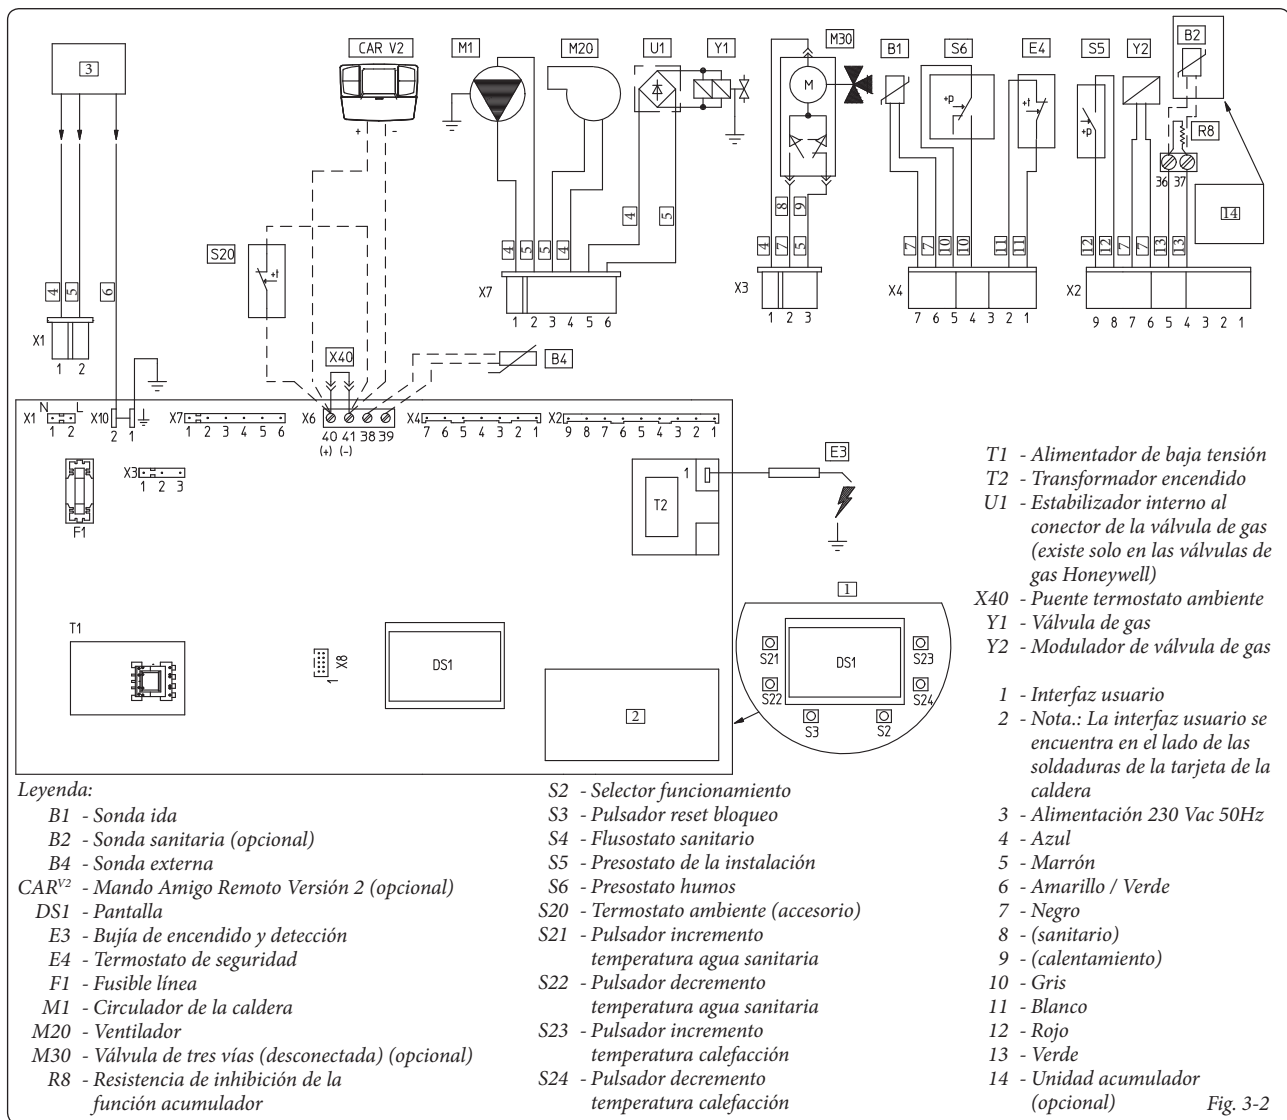 3
CAR V2
M1
M20
U1
Y1
M30
M
B1
S6
E4
S5
Y2
B2
+p
+t
+p
R8
36 37
14
+ -
S20
+t
4 5 6
4 5 5 4 4 5
8 9
4 7 5
7 7 10 10 11 11
12 12 7 7 13 13
X1
1 2
X7
1 2 3 4 5 6
X3
1 2 3
X4
7 6 5 4 3 2 1
X2
9 8 7 6 5 4 3 2 1
X40
B4
X1 N L
1 2
X10
2 1
X7
1 2 3 4 5 6
X6
40 41 38 39
(+) (-)
X4
7 6 5 4 3 2 1
X2
9 8 7 6 5 4 3 2 1
X3
1 2 3
F1
T2
1
E3
T1
X8
1
DS1
2
1
S21
S22
DS1
S23
S24
S3
S2
T1 - Alimentador de baja tensión
T2 - Transformador encendido
U1 - Estabilizador interno al
conector de la válvula de gas
(existe solo en las válvulas de
gas Honeywell)
X40 - Puente termostato ambiente
Y1 - Válvula de gas
Y2 - Modulador de válvula de gas
1 - Interfaz usuario
2 - Nota.: La interfaz usuario se
encuentra en el lado de las
soldaduras de la tarjeta de la
caldera
3 - Alimentación 230 Vac 50Hz
4 - Azul
5 - Marrón
6 - Amarillo / Verde
7 - Negro
8 - (sanitario)
9 - (calentamiento)
10 - Gris
11 - Blanco
12 - Rojo
13 - Verde
14 - Unidad acumulador
(opcional)
Leyenda:
B1 - Sonda ida
B2 - Sonda sanitaria (opcional)
B4 - Sonda externa
CARV2 - Mando Amigo Remoto Versión 2 (opcional)
DS1 - Pantalla
E3 - Bujía de encendido y detección
E4 - Termostato de seguridad
F1 - Fusible línea
M1 - Circulador de la caldera
M20 - Ventilador
M30 - Válvula de tres vías (desconectada) (opcional)
R8 - Resistencia de inhibición de la
función acumulador
S2 - Selector funcionamiento
S3 - Pulsador reset bloqueo
S4 - Flusostato sanitario
S5 - Presostato de la instalación
S6 - Presostato humos
S20 - Termostato ambiente (accesorio)
S21 - Pulsador incremento
temperatura agua sanitaria
S22 - Pulsador decremento
temperatura agua sanitaria
S23 - Pulsador incremento
temperatura calefacción
S24 - Pulsador decremento
temperatura calefacción
Fig. 3-2